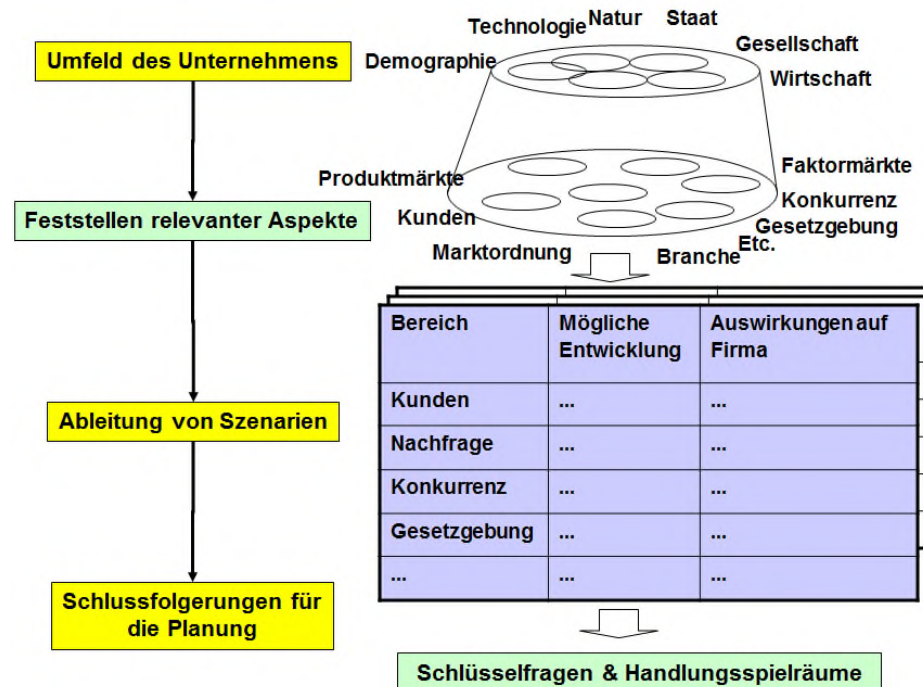 Umfeld des Unternehmens
Feststellen relevanter Aspekte
Ableitung von Szenarien
Schlussfolgerungen für
die Planung
Technologie Natur Staat
Demographie Gesellschaft
Wirtschaft
Produktmärkte Faktormärkte
Kunden Konkurrenz
Gesetzgebung
Marktordnung Branche Etc.
Bereich Mögliche Auswirkungen auf
Entwicklung Firma
Kunden ... ...
Nachfrage ... ...
Konkurrenz ... ...
Gesetzgebung ... ...
... ... ...
Schlüsselfragen & Handlungsspielräume